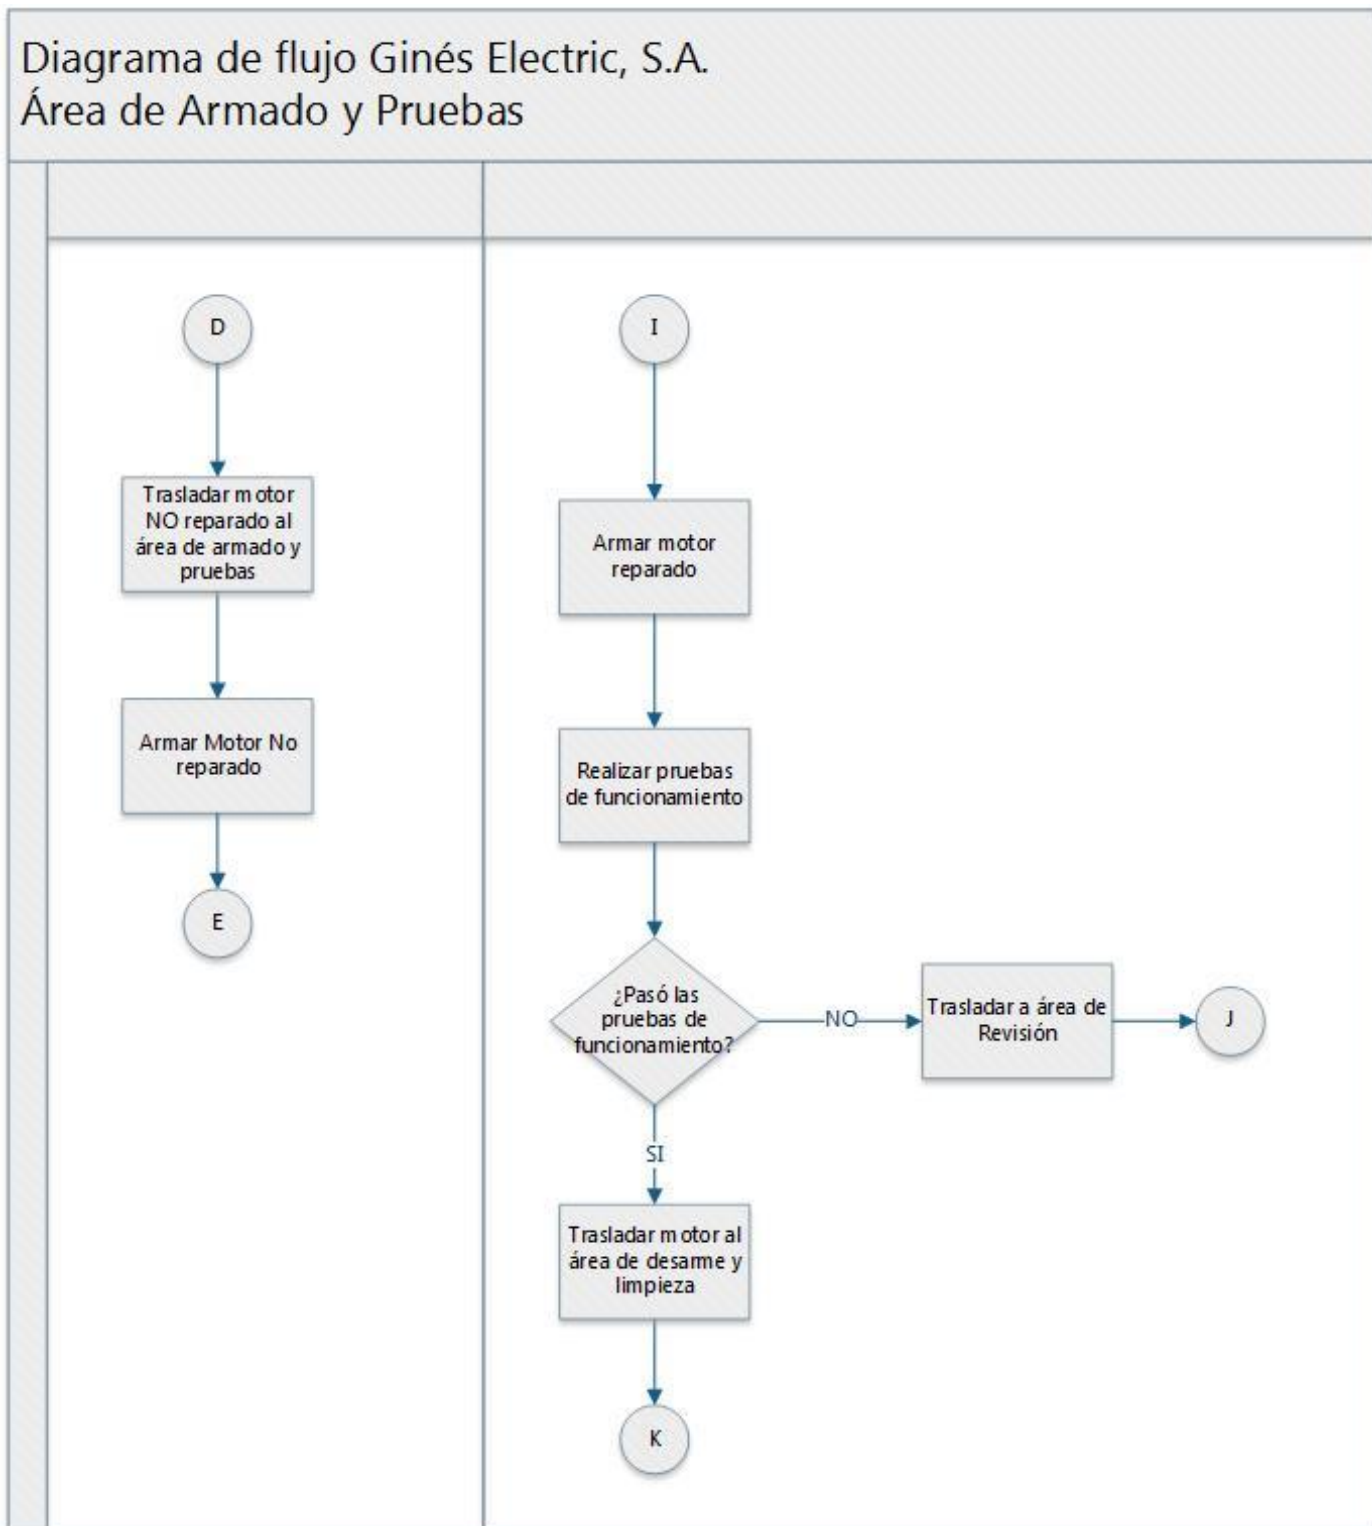 Diagrama de flujo Ginés Electric, S.A.
Área de Armado y Pruebas
D
Trasladar motor
NO reparado al
área de armado y
pruebas
Armar Motor No
reparado
E
I
Armar motor
reparado
Realizar pruebas
de funcionamiento
¿Pasó las
pruebas de
funcionamiento?
NO
Trasladar a área de
Revisión
J
SI
Trasladar motor al
área de desarme y
limpieza
K